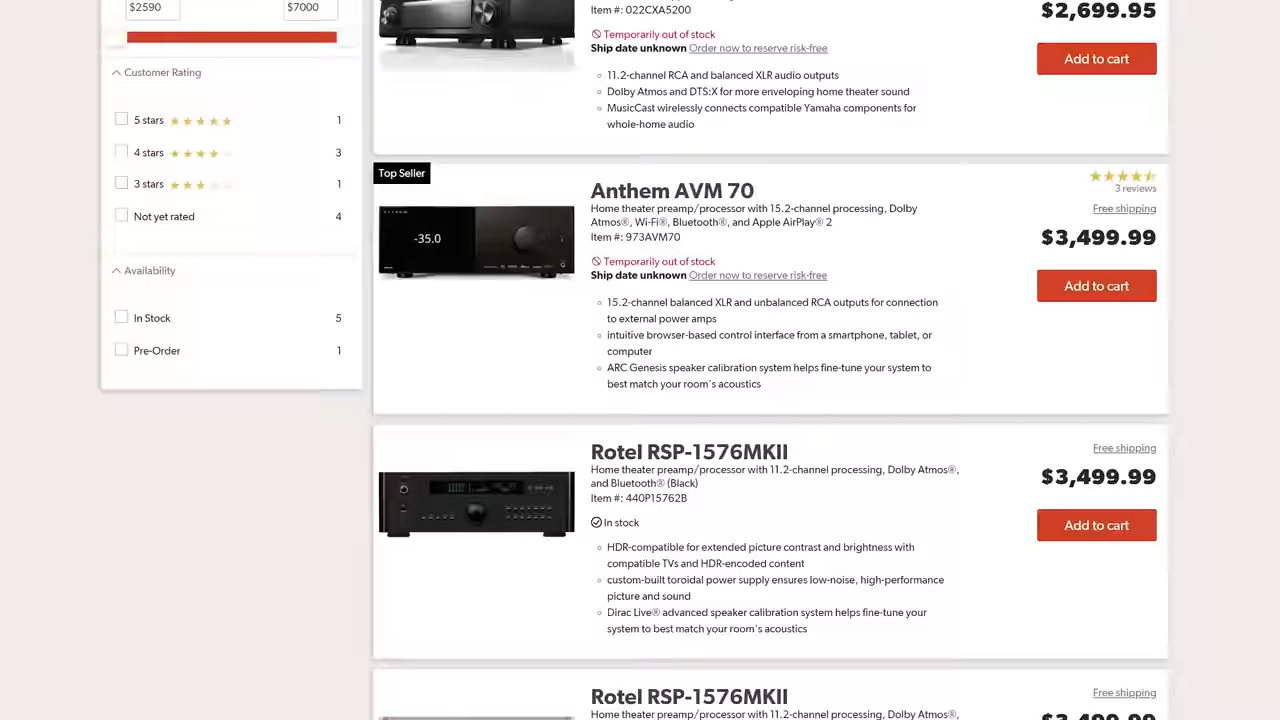 $2590
$7000
Customer Rating
5 stars
1
4 stars
3
3 stars
1
Not yet rated
4
Availability
In Stock
5
Pre-Order
1
Item #: 022CXA5200
$2,699.95
Temporarily out of stock
Ship date unknown Order now to reserve risk-free
Add to cart
11.2-channel RCA and balanced XLR audio outputs
Dolby Atmos and DTS:X for more enveloping home theater sound
MusicCast wirelessly connects compatible Yamaha components for
whole-home audio
Top Seller
-35.0
Anthem AVM 70
3 reviews
Home theater preamp/processor with 15.2-channel processing, Dolby
Atmos®, Wi-Fi®, Bluetooth®, and Apple AirPlay® 2
Item #: 973AVM70
Free shipping
$3,499.99
Temporarily out of stock
Ship date unknown Order now to reserve risk-free
Add to cart
15.2-channel balanced XLR and unbalanced RCA outputs for connection
to external power amps
intuitive browser-based control interface from a smartphone, tablet, or
computer
ARC Genesis speaker calibration system helps fine-tune your system to
best match your room's acoustics
Rotel RSP-1576MKII
Free shipping
Home theater preamp/processor with 11.2-channel processing, Dolby Atmos®,
and Bluetooth® (Black)
Item #: 440P15762B
$3,499.99
In stock
Add to cart
HDR-compatible for extended picture contrast and brightness with
compatible TVs and HDR-encoded content
custom-built toroidal power supply ensures low-noise, high-performance
picture and sound
Dirac Live® advanced speaker calibration system helps fine-tune your
system to best match your room's acoustics
Rotel RSP-1576MKII
Free shipping
Home theater preamp/processor with 11.2-channel processing, Dolby Atmos®,
$3,499.99